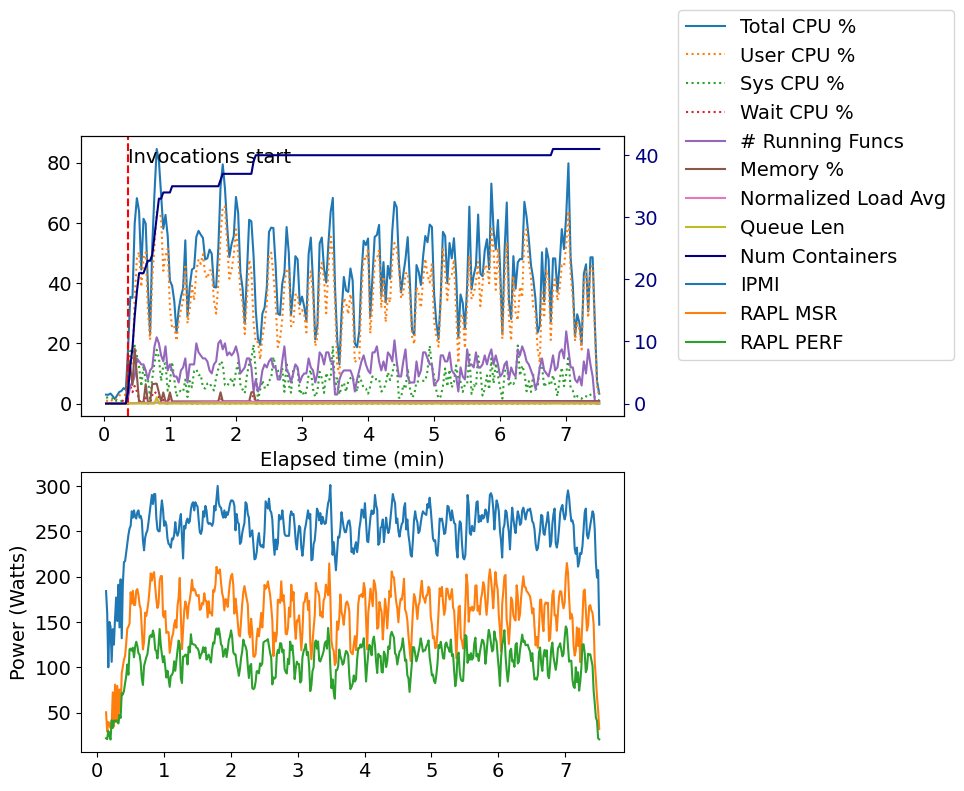 Total CPU %
User CPU %
Sys CPU %
Wait CPU %
# Running Funcs
Memory %
Normalized Load Avg
Queue Len
Num Containers
IPMI
RAPL MSR
RAPL PERF
Invocations start
80
60
40
20
0
40
30
20
10
0
0 1 2 3 4 5 6 7
Elapsed time (min)
Power (Watts)
300
250
200
150
100
50
0 1 2 3 4 5 6 7